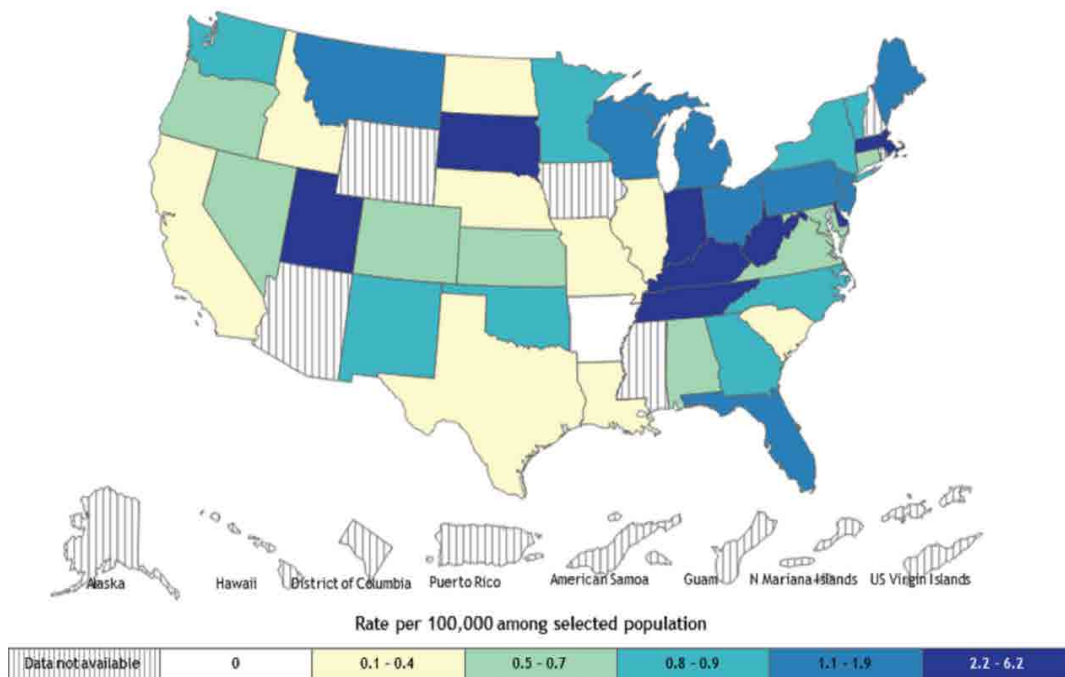 Alaska
Hawaii
District of Columbia
Puerto Rico
American Samoa
Guam
N Mariana Islands
US Virgin Islands
Rate per 100,000 among selected population
Data not available
0
0.1 - 0.4
0.5 - 0.7
0.8 - 0.9
1.1 - 1.9
2.2 - 6.2